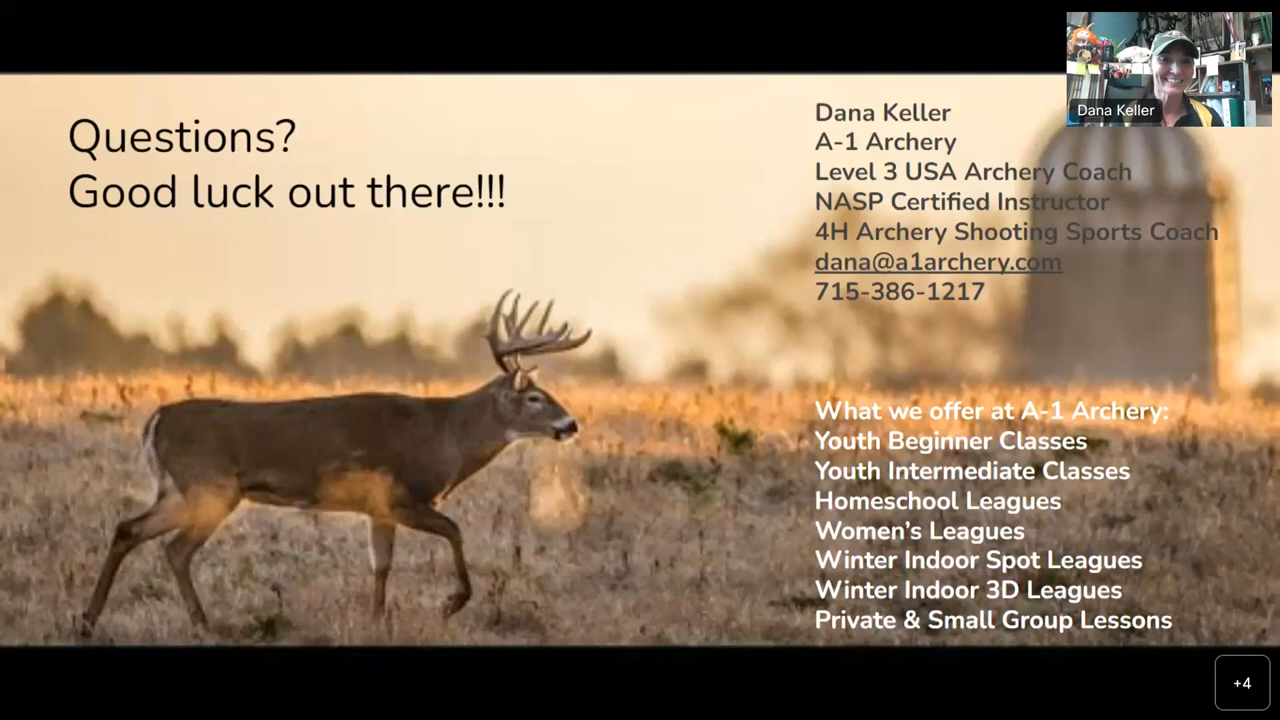 Questions?
Good luck out there!!!
Dana Keller
A-1 Archery
Level 3 USA Archery Coach
NASP Certified Instructor
4H Archery Shooting Sports Coach
dana@a1archery.com
715-386-1217
What we offer at A-1 Archery:
Youth Beginner Classes
Youth Intermediate Classes
Homeschool Leagues
Women’s Leagues
Winter Indoor Spot Leagues
Winter Indoor 3D Leagues
Private & Small Group Lessons
Dana Keller
+4